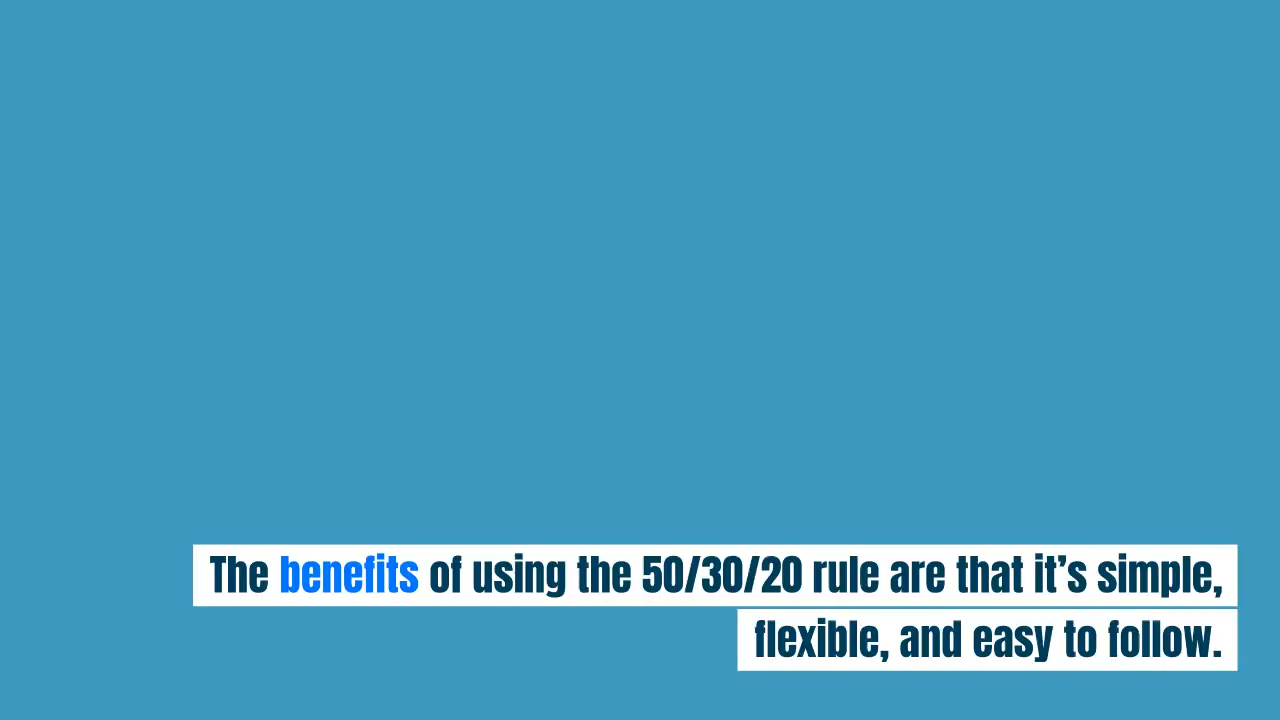 The benefits of using the 50/30/20 rule are that it’s simple,
flexible, and easy to follow.